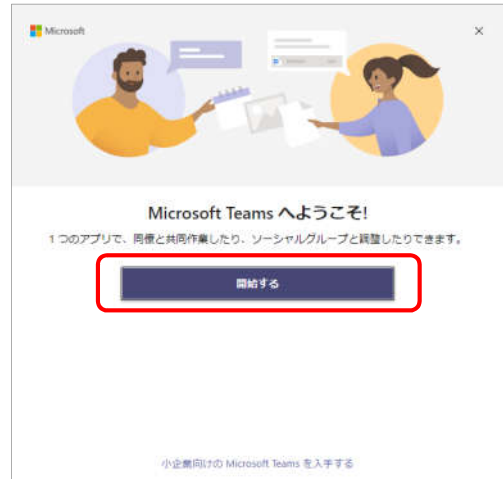 Microsoft
Microsoft Teams へようこそ!
1つのアプリで、同僚と共同作業したり、ソーシャルグループと調整したりできます。
開始する
小企業向けの Microsoft Teams を入手する